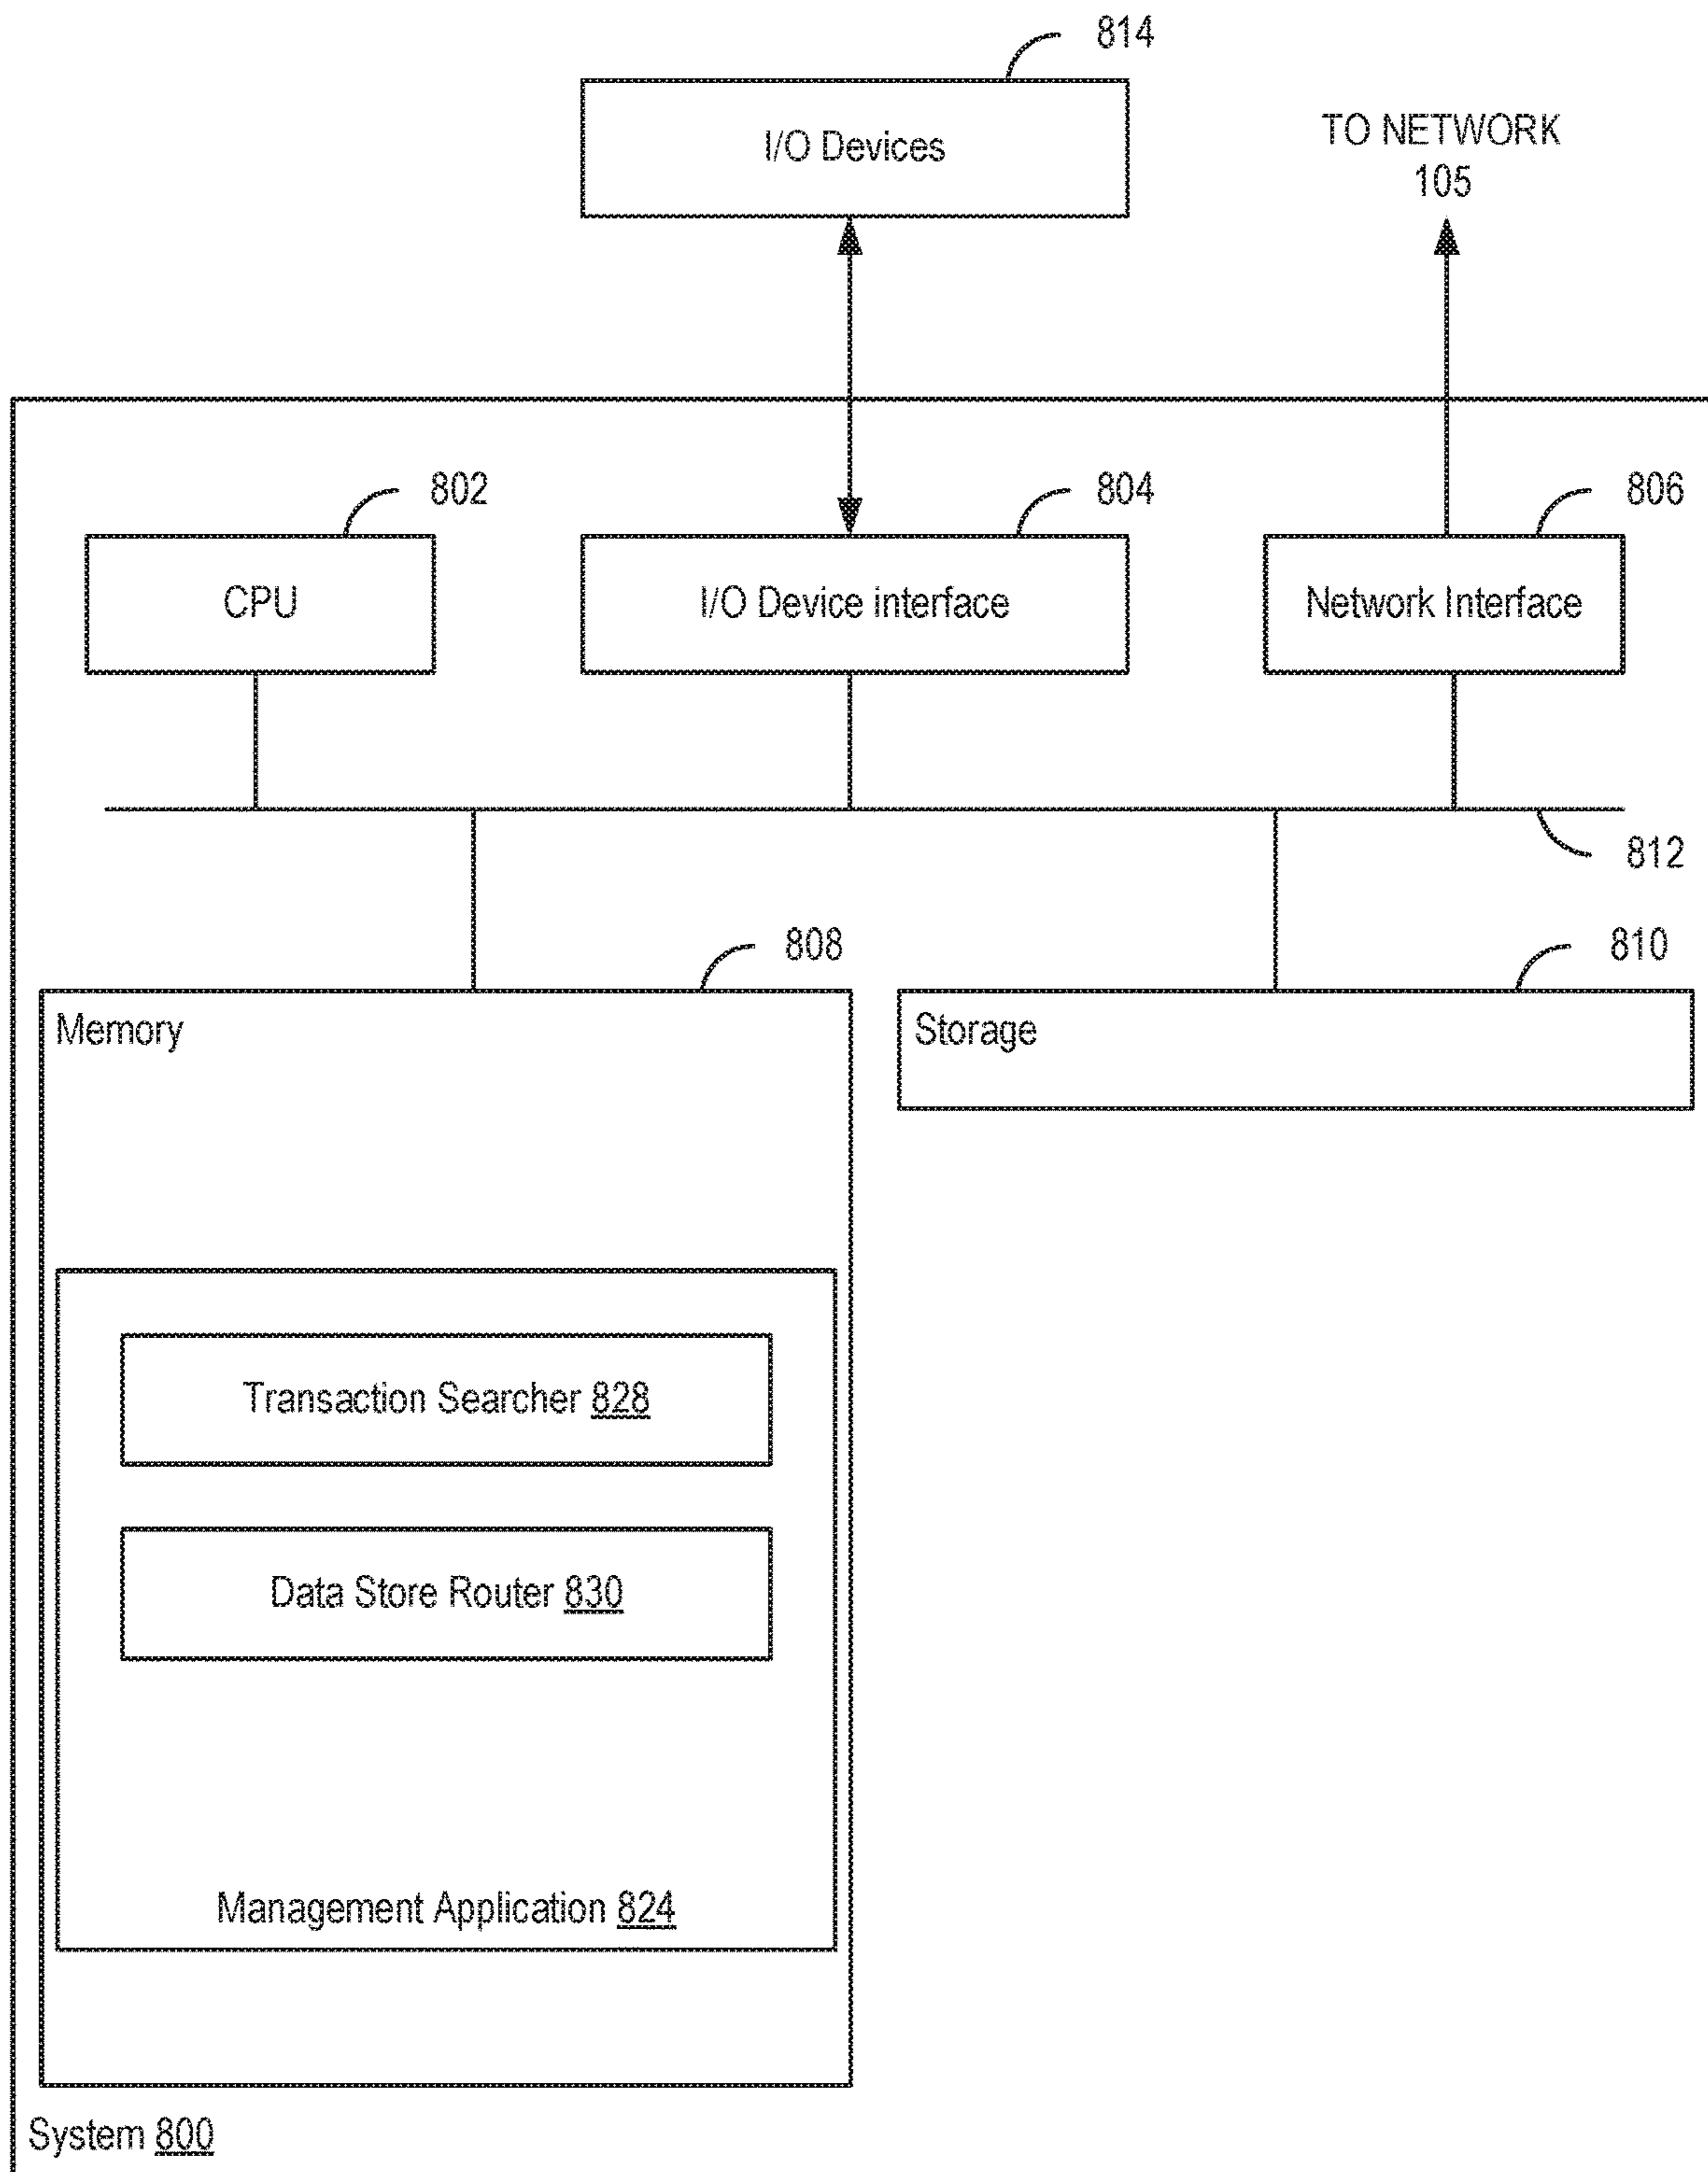 814
I/O Devices
TO NETWORK
105
802
804
806
CPU
I/O Device interface
Network Interface
812
808
810
Memory
Storage
Transaction Searcher 828
Data Store Router 830
Management Application 824
System 800